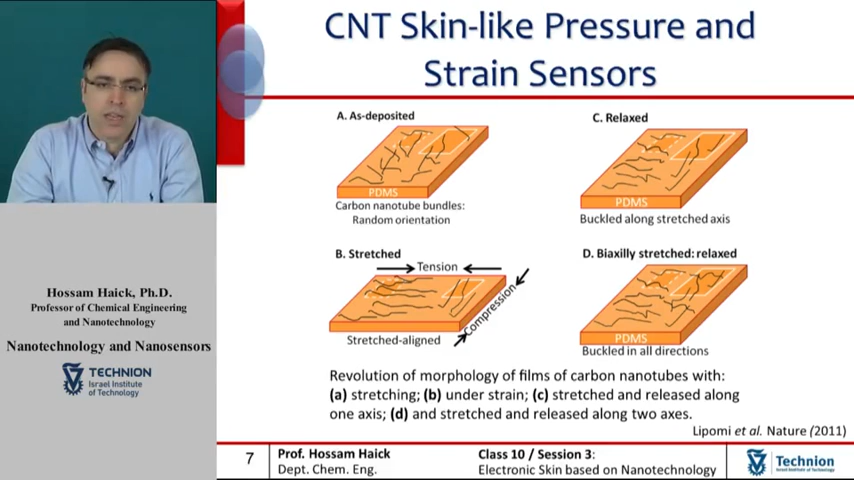 CNT Skin-like Pressure and
Strain Sensors
A. As-deposited
PDMS
Carbon nanotube bundles:
Random orientation
C. Relaxed
PDMS
Buckled along stretched axis
B. Stretched
Tension
Compression
Stretched-aligned
D. Biaxilly stretched: relaxed
PDMS
Buckled in all directions
Revolution of morphology of films of carbon nanotubes with:
(a) stretching; (b) under strain; (c) stretched and released along
one axis; (d) and stretched and released along two axes.
Lipomi et al. Nature (2011)
Hossam Haick, Ph.D.
Professor of Chemical Engineering
and Nanotechnology
Nanotechnology and Nanosensors
TECHNION
Israel Institute
of Technology
7
Prof. Hossam Haick
Dept. Chem. Eng.
Class 10 / Session 3:
Electronic Skin based on Nanotechnology
Technion
Israel Institute of Technology